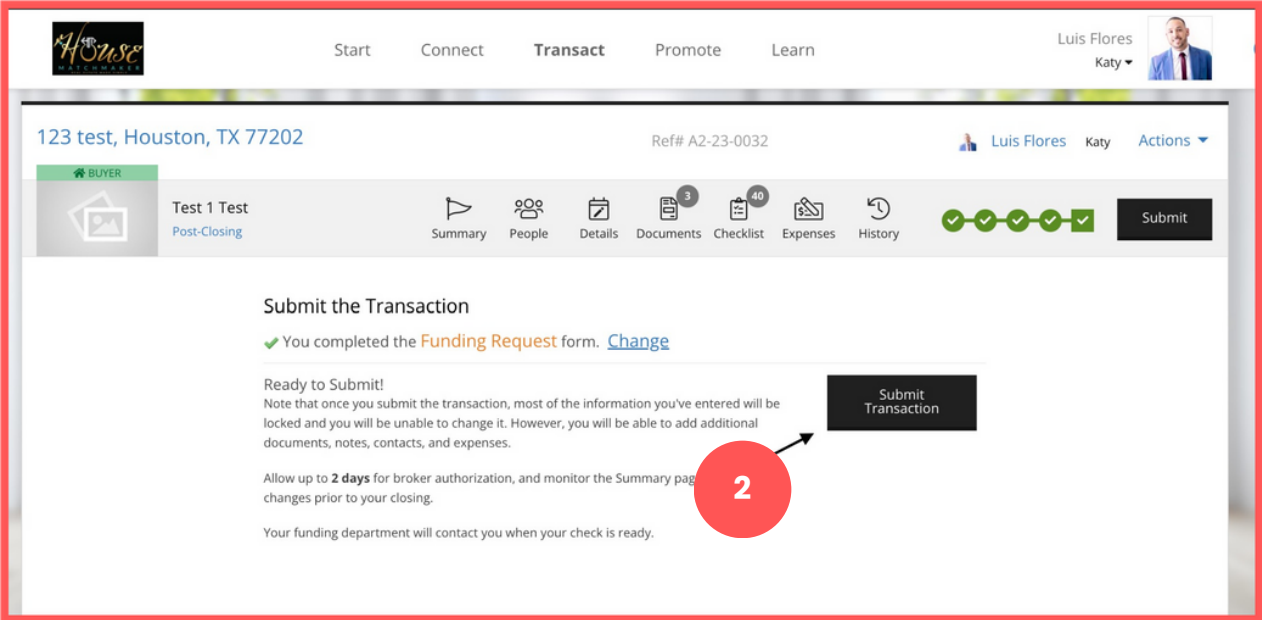 House
MATCHMAKER
Start
Connect
Transact
Promote
Learn
Luis Flores
Katy
123 test, Houston, TX 77202
Ref# A2-23-0032
Luis Flores
Katy
Actions
BUYER
Test 1 Test
Post-Closing
Summary
People
Details
3
Documents
40
Checklist
Expenses
History
Submit
Submit the Transaction
You completed the Funding Request form. Change
Ready to Submit!
Note that once you submit the transaction, most of the information you've entered will be
locked and you will be unable to change it. However, you will be able to add additional
documents, notes, contacts, and expenses.
Submit
Transaction
Allow up to 2 days for broker authorization, and monitor the Summary pag
changes prior to your closing.
2
Your funding department will contact you when your check is ready.